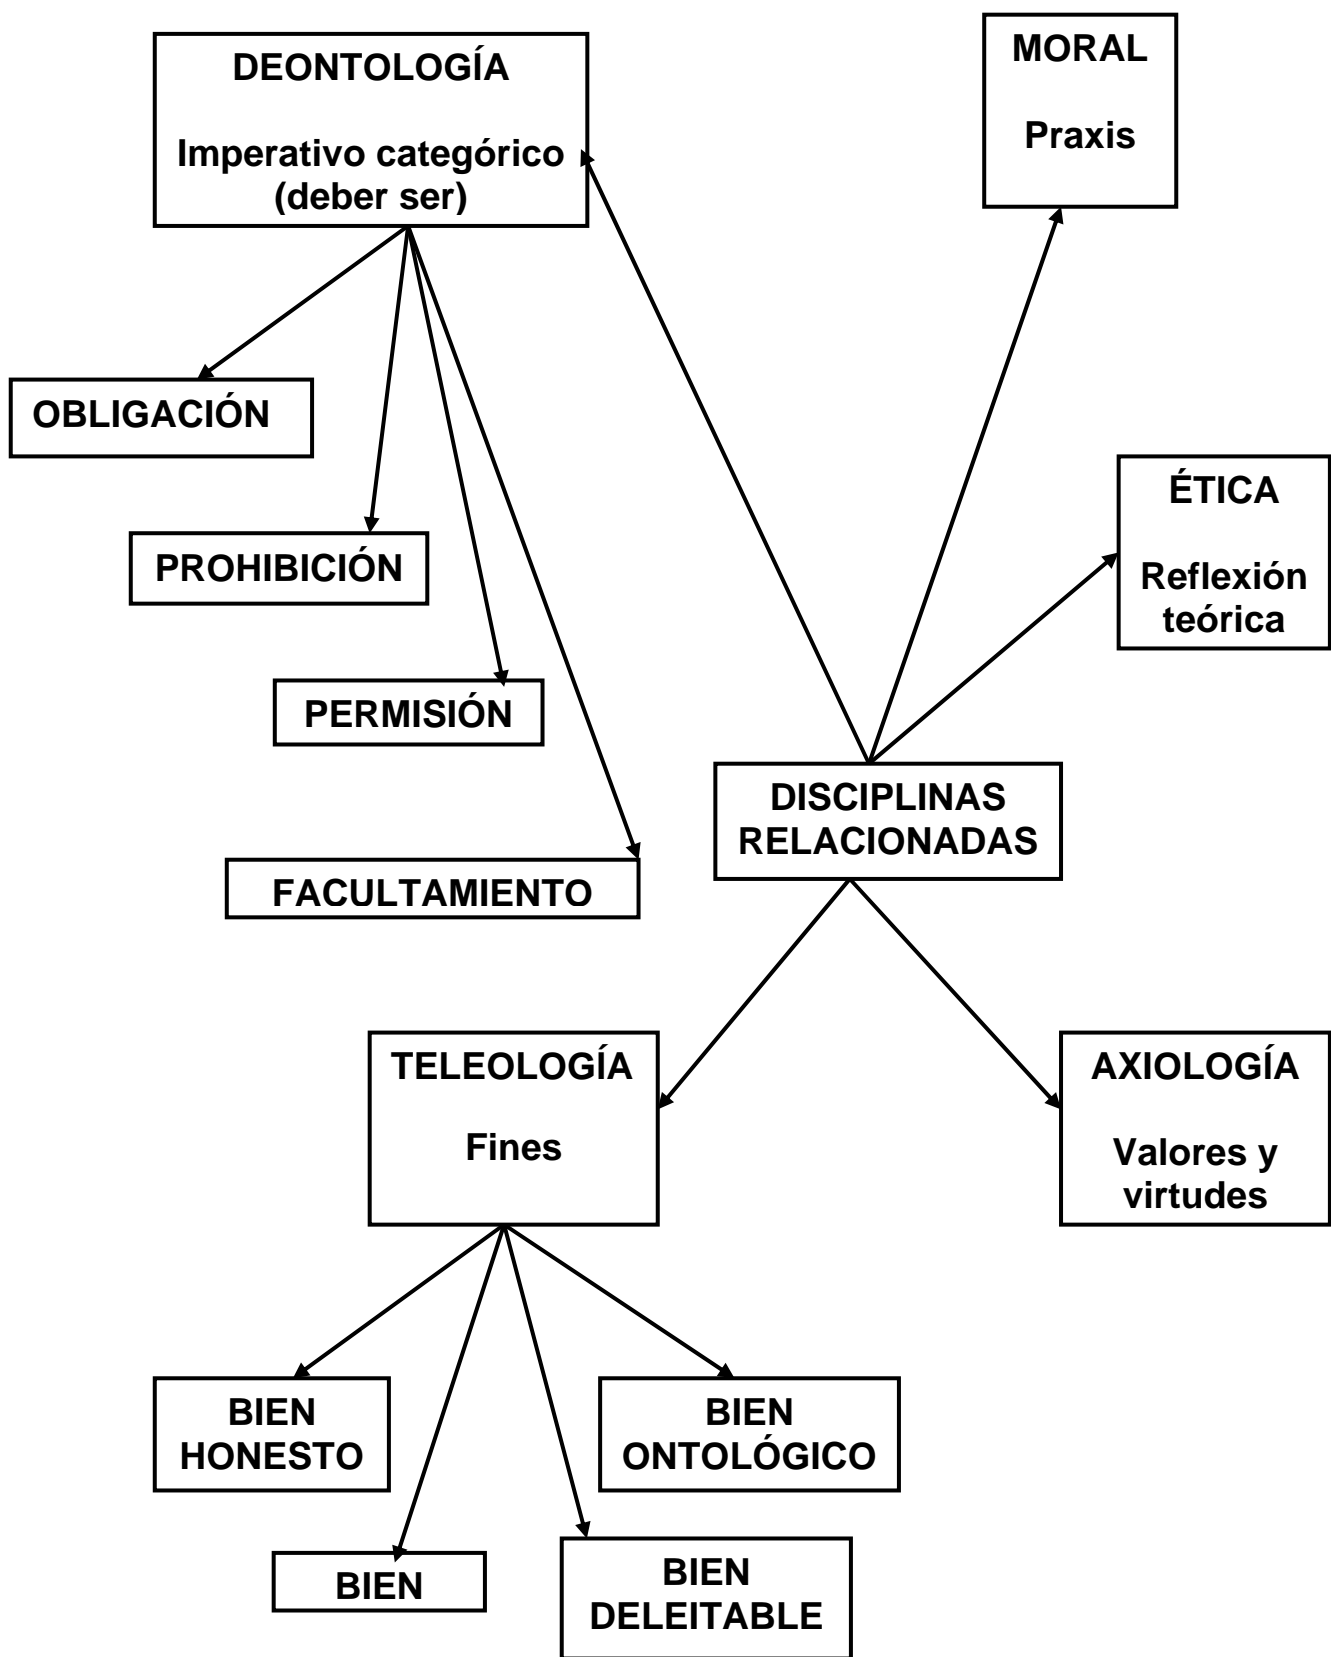 DEONTOLOGÍA
Imperativo categórico
(deber ser)
MORAL
Praxis
OBLIGACIÓN
ÉTICA
Reflexión
teórica
PROHIBICIÓN
PERMISIÓN
DISCIPLINAS
RELACIONADAS
FACULTAMIENTO
TELEOLOGÍA
Fines
AXIOLOGÍA
Valores y
virtudes
BIEN
HONESTO
BIEN
ONTOLÓGICO
BIEN
BIEN
DELEITABLE